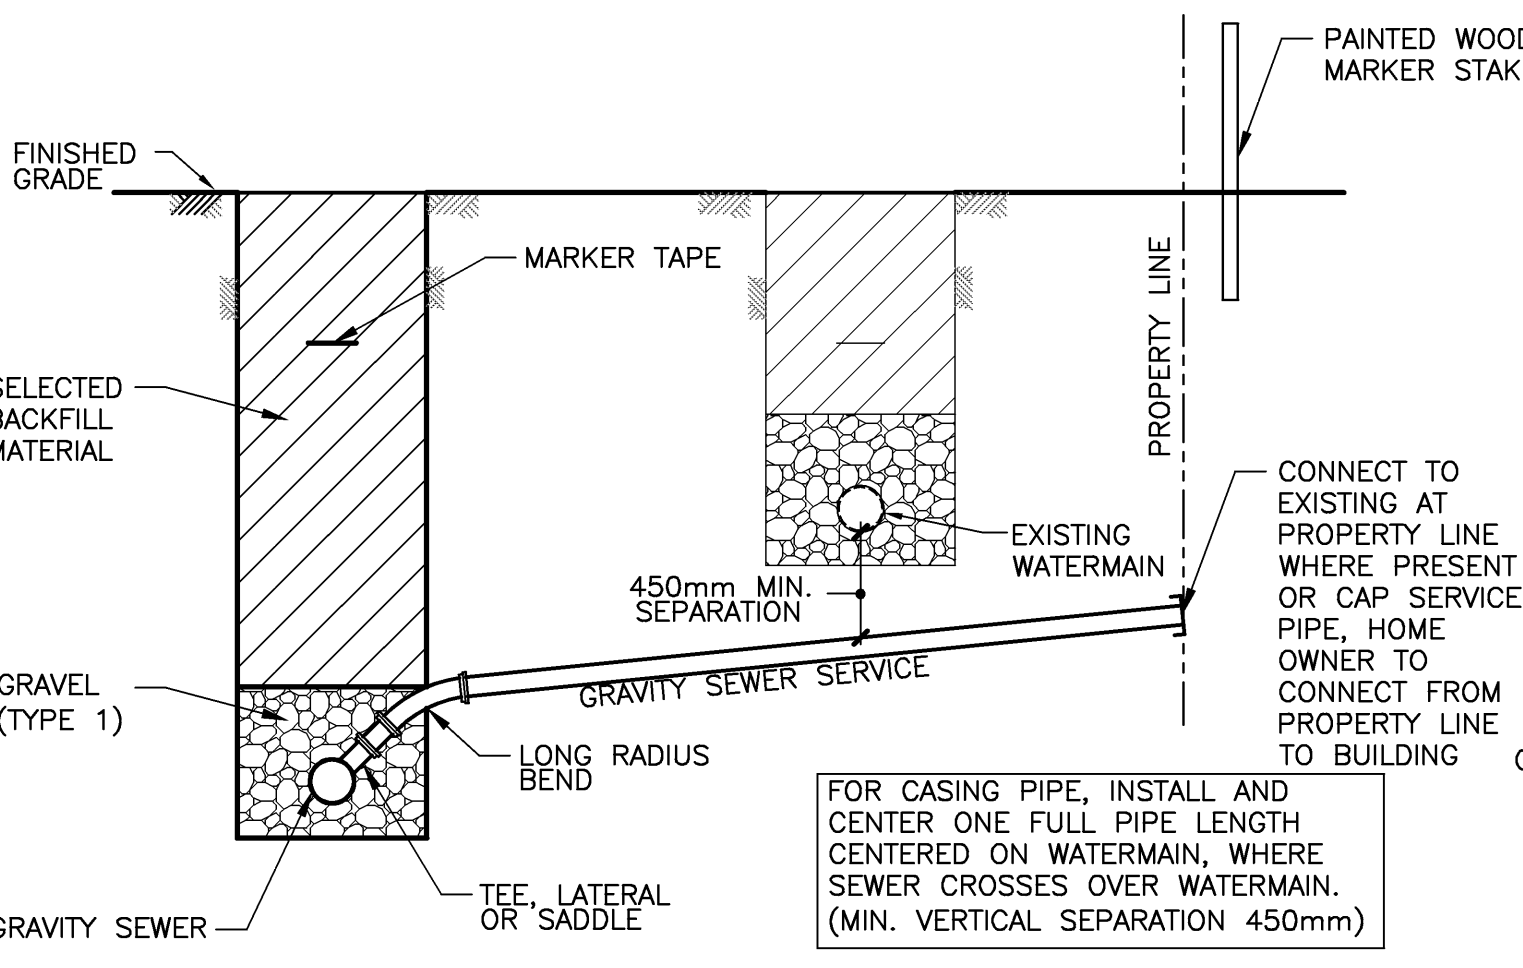 PAINTED WOOD
MARKER STAK
FINISHED
GRADE
MARKER TAPE
PROPERTY LINE
SELECTED
BACKFILL
MATERIAL
CONNECT TO
EXISTING AT
PROPERTY LINE
WHERE PRESENT
OR CAP SERVICE
PIPE, HOME
OWNER TO
CONNECT FROM
PROPERTY LINE
TO BUILDING
EXISTING
WATERMAIN
450mm MIN.
SEPARATION
GRAVITY SEWER SERVICE
GRAVEL
(TYPE 1)
LONG RADIUS
BEND
TEE, LATERAL
OR SADDLE
GRAVITY SEWER
FOR CASING PIPE, INSTALL AND
CENTER ONE FULL PIPE LENGTH
CENTERED ON WATERMAIN, WHERE
SEWER CROSSES OVER WATERMAIN.
(MIN. VERTICAL SEPARATION 450mm)